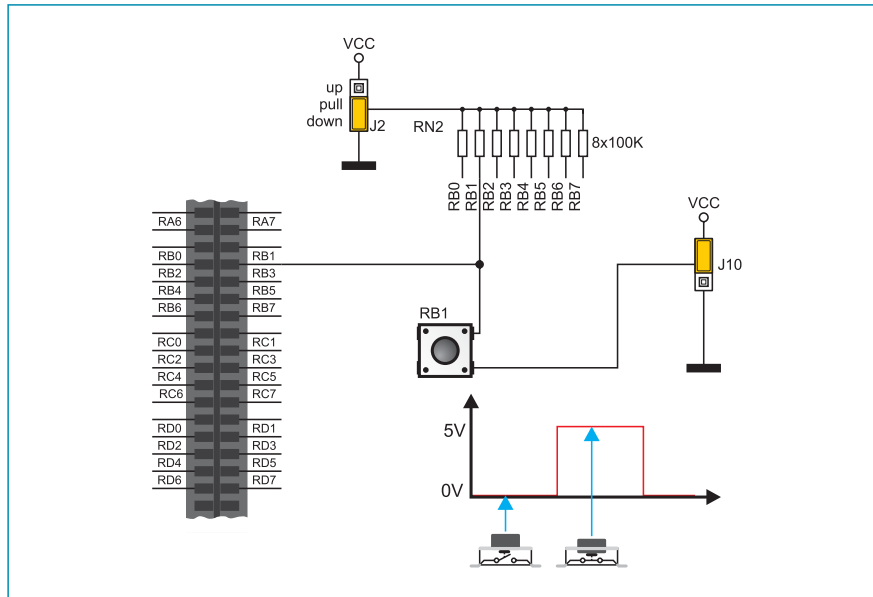 VCC
up
pull
down
J2
RN2
8x100K
RB0
RB1
RB2
RB3
RB4
RB5
RB6
RB7
VCC
J10
RA6 RA7
RB0 RB1
RB2 RB3
RB4 RB5
RB6 RB7
RC0 RC1
RC2 RC3
RC4 RC5
RC6 RC7
RD0 RD1
RD2 RD3
RD4 RD5
RD6 RD7
RB1
5V
0V